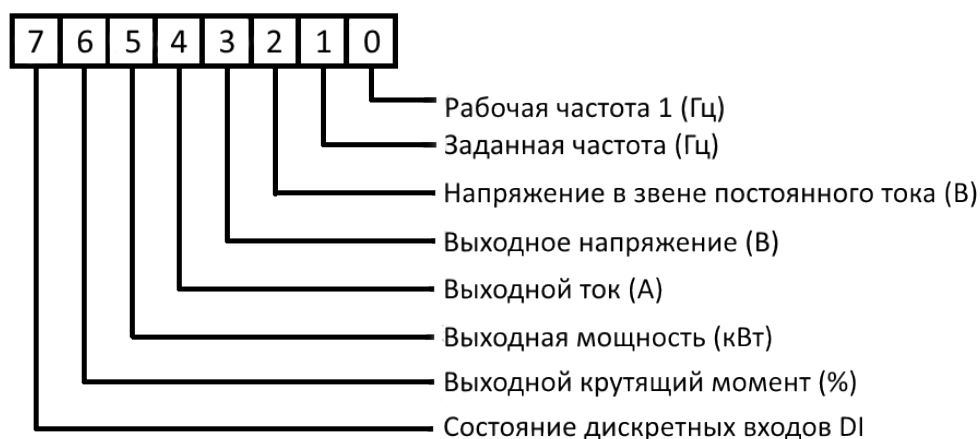 7 6 5 4 3 2 1 0
Рабочая частота 1 (Гц)
Заданная частота (Гц)
Напряжение в звене постоянного тока (В)
Выходное напряжение (В)
Выходной ток (А)
Выходная мощность (кВт)
Выходной крутящий момент (%)
Состояние дискретных входов DI